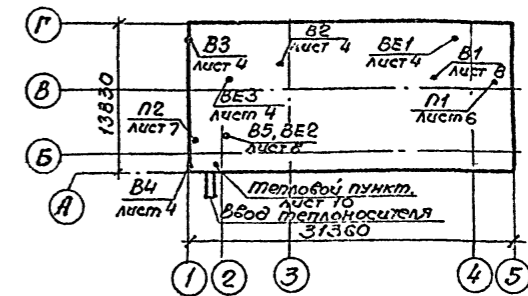 Г
В3
лист 4
В2
лист 4
ВЕ1
лист 4
В1
лист 8
В
13830
ВЕ3
лист 4
П1
лист 6
П2
лист 7
В5, ВЕ2
лист 8
Б
А
В4
лист 4
Тепловой пункт,
лист 10
Ввод теплоносителя
31360
1
2
3
4
5